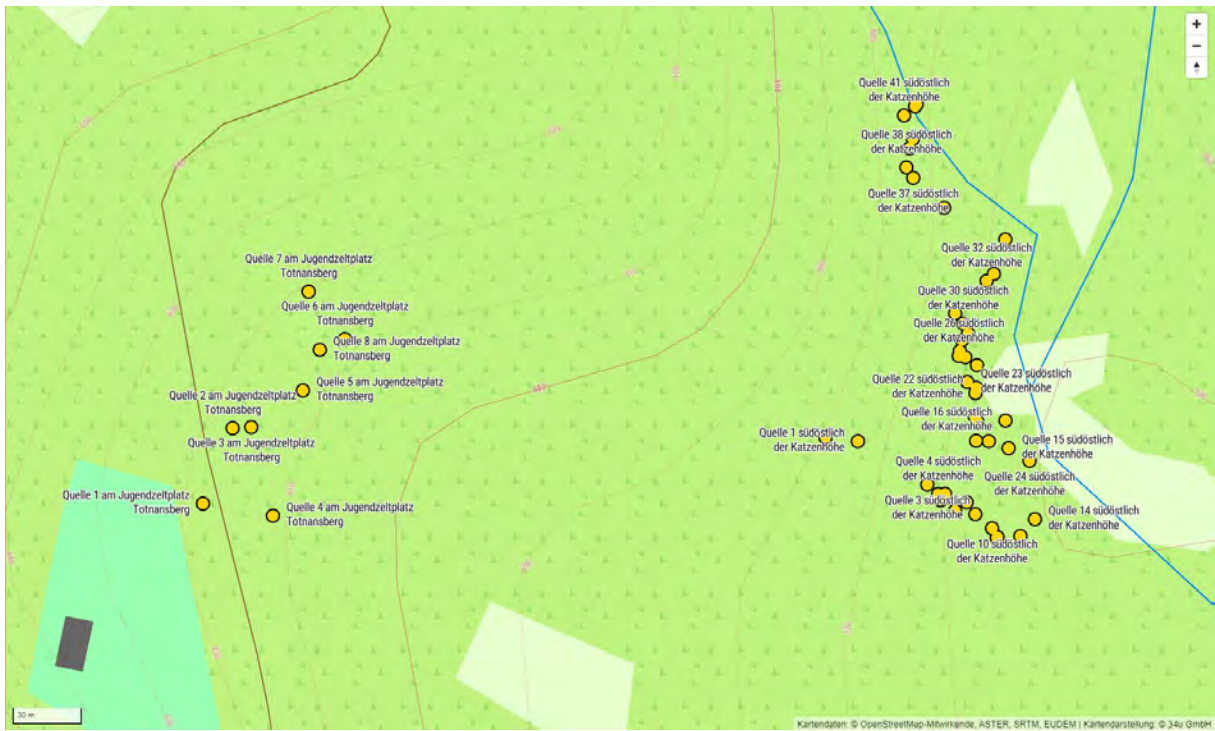 +
−
Quelle 41 südöstlich
der Katzenhöhe
Quelle 38 südöstlich
der Katzenhöhe
Quelle 37 südöstlich
der Katzenhöhe
Quelle 32 südöstlich
der Katzenhöhe
Quelle 7 am Jugendzeltplatz
Totnansberg
Quelle 6 am Jugendzeltplatz
Totnansberg
Quelle 30 südöstlich
der Katzenhöhe
Quelle 26 südöstlich
der Katzenhöhe
Quelle 8 am Jugendzeltplatz
Totnansberg
Quelle 5 am Jugendzeltplatz
Totnansberg
Quelle 23 südöstlich
der Katzenhöhe
Quelle 22 südöstlich
der Katzenhöhe
Quelle 2 am Jugendzeltplatz
Totnansberg
Quelle 16 südöstlich
der Katzenhöhe
Quelle 3 am Jugendzeltplatz
Totnansberg
Quelle 1 südöstlich
der Katzenhöhe
Quelle 15 südöstlich
der Katzenhöhe
Quelle 4 südöstlich
der Katzenhöhe
Quelle 24 südöstlich
der Katzenhöhe
Quelle 1 am Jugendzeltplatz
Totnansberg
Quelle 3 südöstlich
der Katzenhöhe
Quelle 4 am Jugendzeltplatz
Totnansberg
Quelle 14 südöstlich
der Katzenhöhe
Quelle 10 südöstlich
der Katzenhöhe
30 m
Kartendaten: © OpenStreetMap-Mitwirkende, ASTER, SRTM, EUDEM | Kartendarstellung: © 34u GmbH